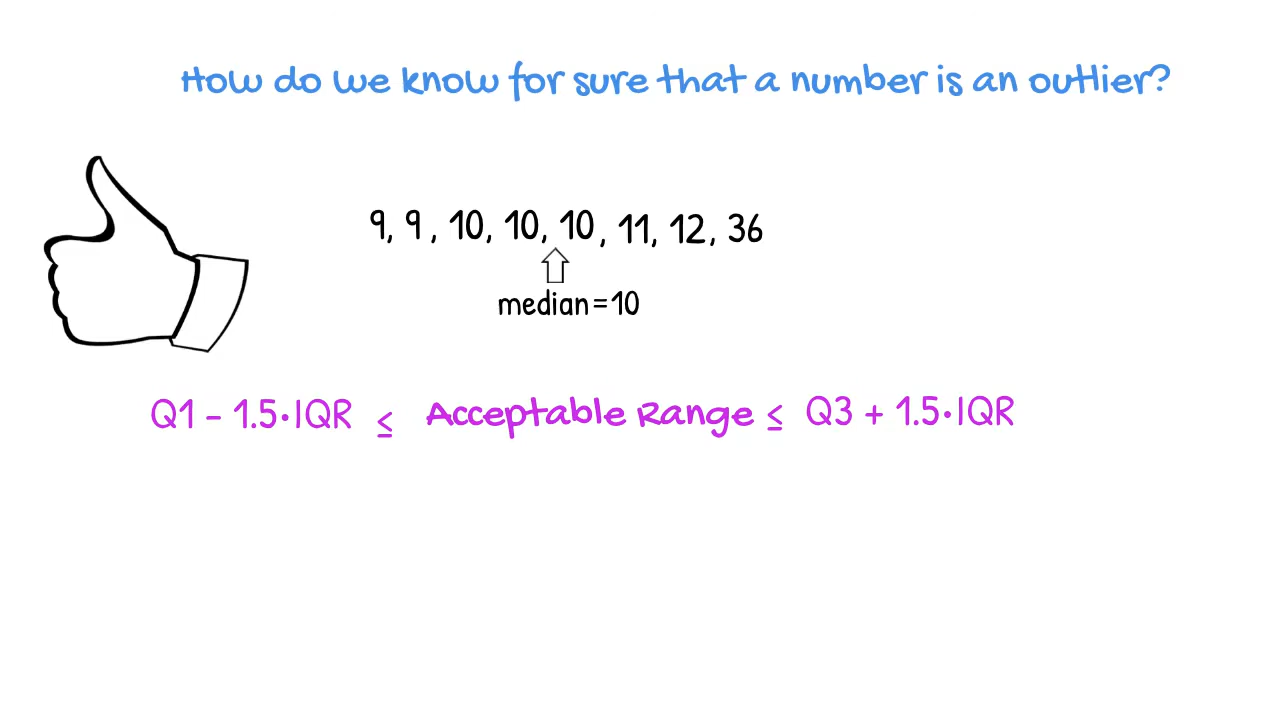 How do we know for sure that a number is an outlier?
9, 9, 10, 10, 10, 11, 12, 36
median=10
Q1 - 1.5·IQR ≤ Acceptable Range ≤ Q3 + 1.5·IQR